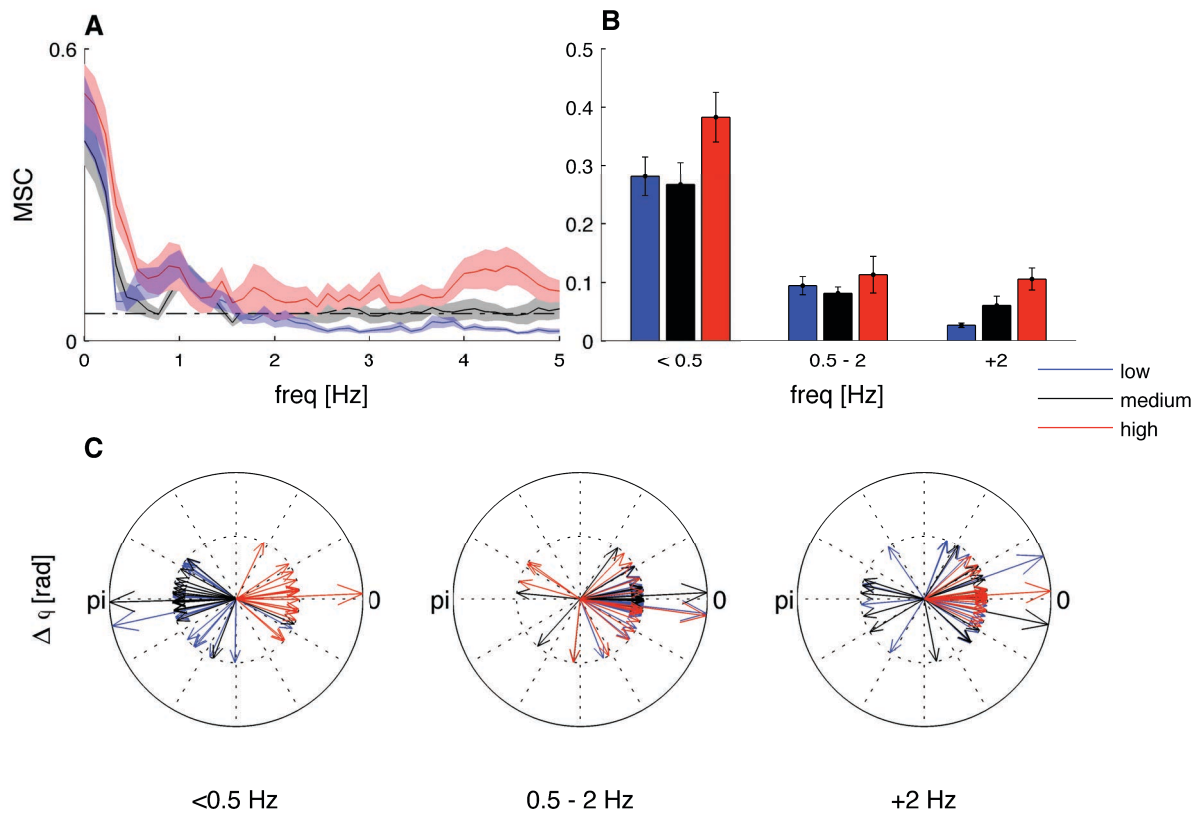 A
B
0.6
0
MSC
0 1 2 3 4 5
freq [Hz]
0.5
0.4
0.3
0.2
0.1
0
< 0.5 0.5 - 2 +2
freq [Hz]
low
medium
high
C
Δ q [rad]
pi 0 pi 0 pi 0
<0.5 Hz 0.5 - 2 Hz +2 Hz